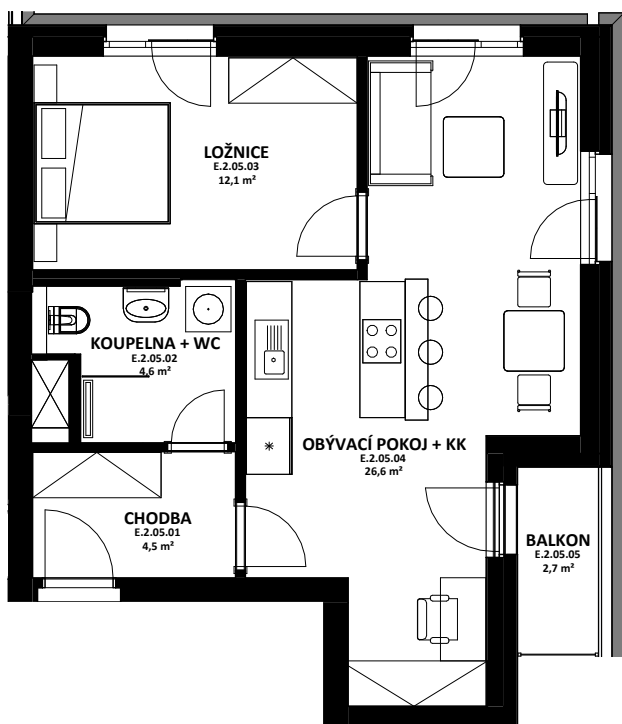 LOŽNICE
E.2.05.03
12,1 m²
KOUPELNA + WC
E.2.05.02
4,6 m²
OBÝVACÍ POKOJ + KK
E.2.05.04
26,6 m²
CHODBA
E.2.05.01
4,5 m²
BALKON
E.2.05.05
2,7 m²